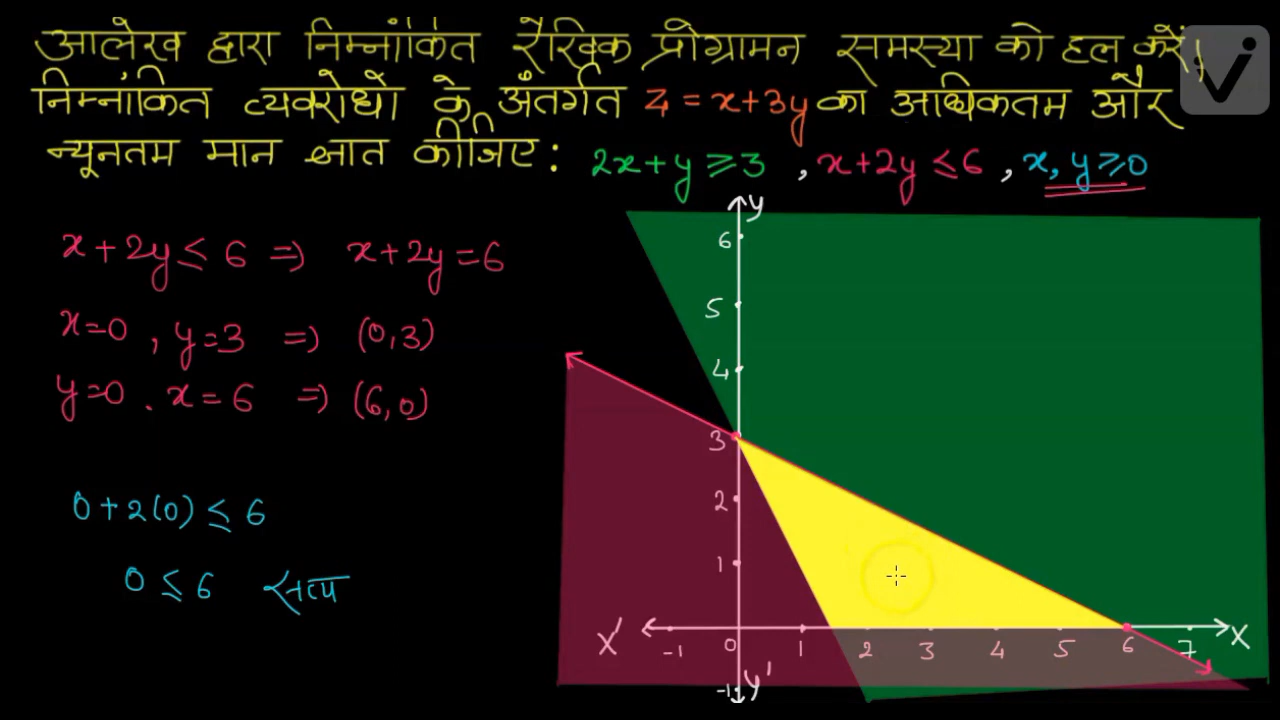 आलेख द्वारा निम्नांकित रैखिक प्रोग्रामन समस्या को हल करें।
निम्नांकित व्यवरोधों के अंतर्गत Z = x+3y का अधिकतम और
न्यूनतम मान ज्ञात कीजिए: 2x+y ≥ 3 , x+2y ≤ 6 , x, y ≥ 0
x+2y ≤ 6 ⇒ x+2y = 6
x=0 , y=3 ⇒ (0,3)
y=0 . x=6 ⇒ (6,0)
0+2(0) ≤ 6
0 ≤ 6 सत्य
y
6
5
4
3
2
1
X' -1 0 1 2 3 4 5 6 7 X
-1 y'